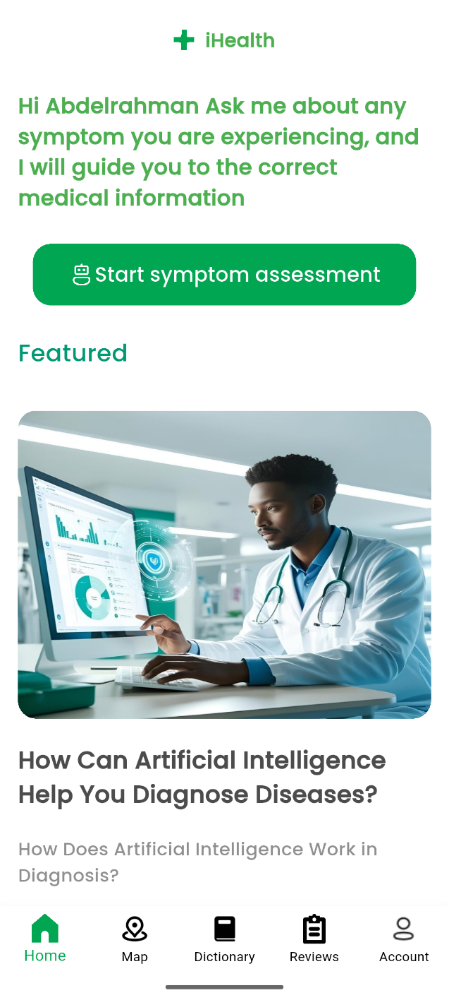 iHealth
Hi Abdelrahman Ask me about any
symptom you are experiencing, and
I will guide you to the correct
medical information
Start symptom assessment
Featured
How Can Artificial Intelligence
Help You Diagnose Diseases?
How Does Artificial Intelligence Work in
Diagnosis?
Home
Map
Dictionary
Reviews
Account